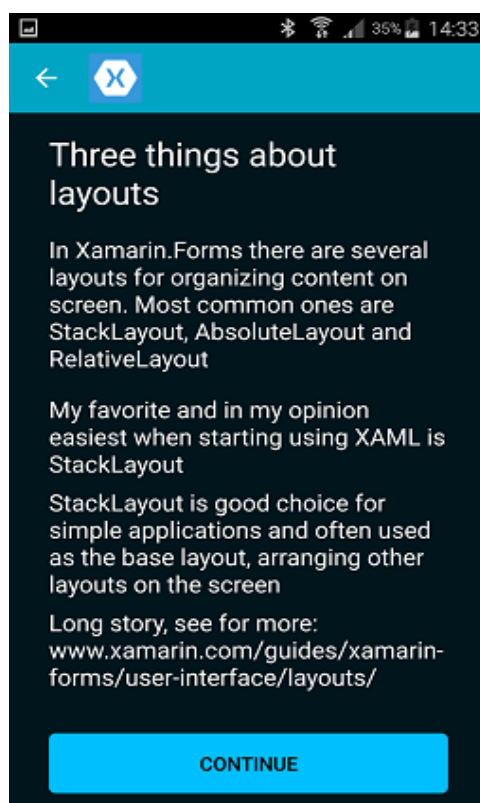 35% 14:33
Three things about
layouts
In Xamarin.Forms there are several
layouts for organizing content on
screen. Most common ones are
StackLayout, AbsoluteLayout and
RelativeLayout
My favorite and in my opinion
easiest when starting using XAML is
StackLayout
StackLayout is good choice for
simple applications and often used
as the base layout, arranging other
layouts on the screen
Long story, see for more:
www.xamarin.com/guides/xamarin-
forms/user-interface/layouts/
CONTINUE